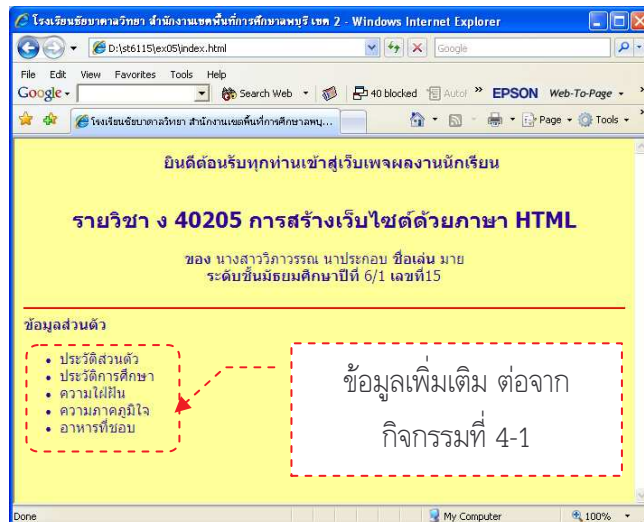 โรงเรียนชัยบาดาลวิทยา สำนักงานเขตพื้นที่การศึกษาลพบุรี เขต 2 - Windows Internet Explorer
D:\st6115\ex05\index.html
Google
File Edit View Favorites Tools Help
Google Search Web 40 blocked AutoF » EPSON Web-To-Page »
โรงเรียนชัยบาดาลวิทยา สำนักงานเขตพื้นที่การศึกษาลพบุ... Page Tools »
ยินดีต้อนรับทุกท่านเข้าสู่เว็บเพจผลงานนักเรียน
รายวิชา ง 40205 การสร้างเว็บไซต์ด้วยภาษา HTML
ของ นางสาววิภาวรรณ นาประกอบ ชื่อเล่น มาย
ระดับชั้นมัธยมศึกษาปีที่ 6/1 เลขที่15
ข้อมูลส่วนตัว
• ประวัติส่วนตัว
• ประวัติการศึกษา
• ความใฝ่ฝัน
• ความภาคภูมิใจ
• อาหารที่ชอบ
ข้อมูลเพิ่มเติม ต่อจาก
กิจกรรมที่ 4-1
Done My Computer 100%